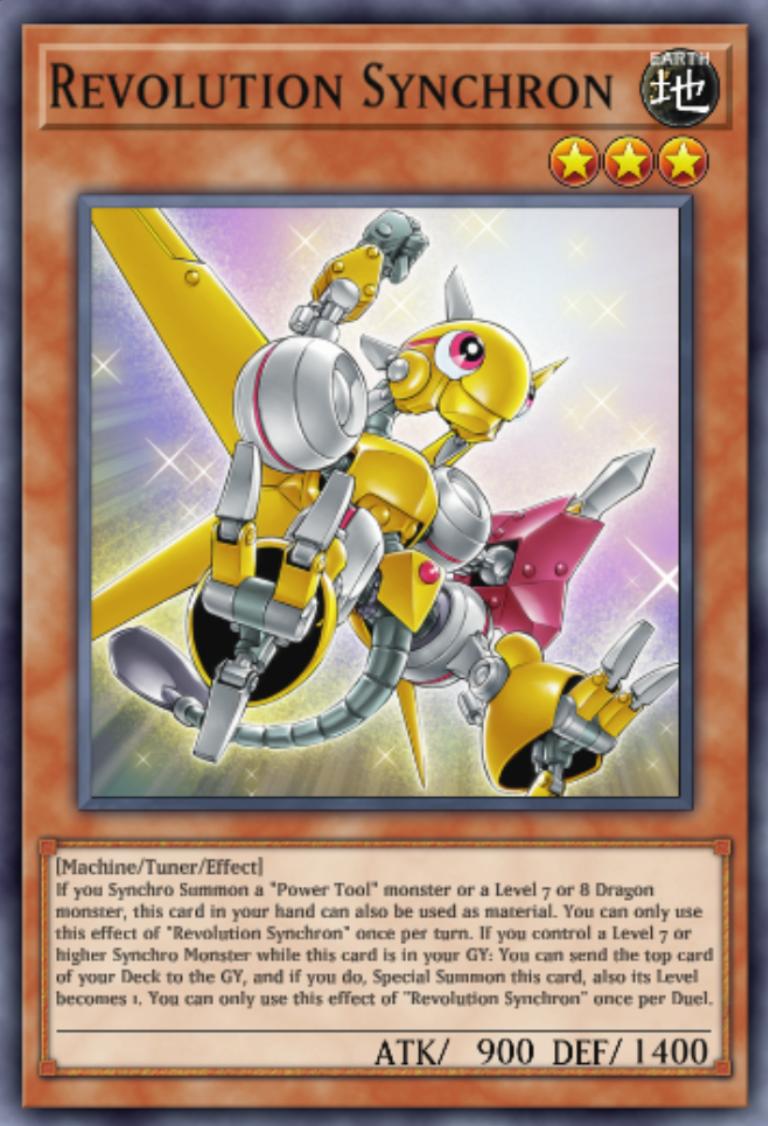 REVOLUTION SYNCHRON
EARTH
地
[Machine/Tuner/Effect]
If you Synchro Summon a "Power Tool" monster or a Level 7 or 8 Dragon
monster, this card in your hand can also be used as material. You can only use
this effect of "Revolution Synchron" once per turn. If you control a Level 7 or
higher Synchro Monster while this card is in your GY: You can send the top card
of your Deck to the GY, and if you do, Special Summon this card, also its Level
becomes 1. You can only use this effect of "Revolution Synchron" once per Duel.
ATK/ 900 DEF/ 1400